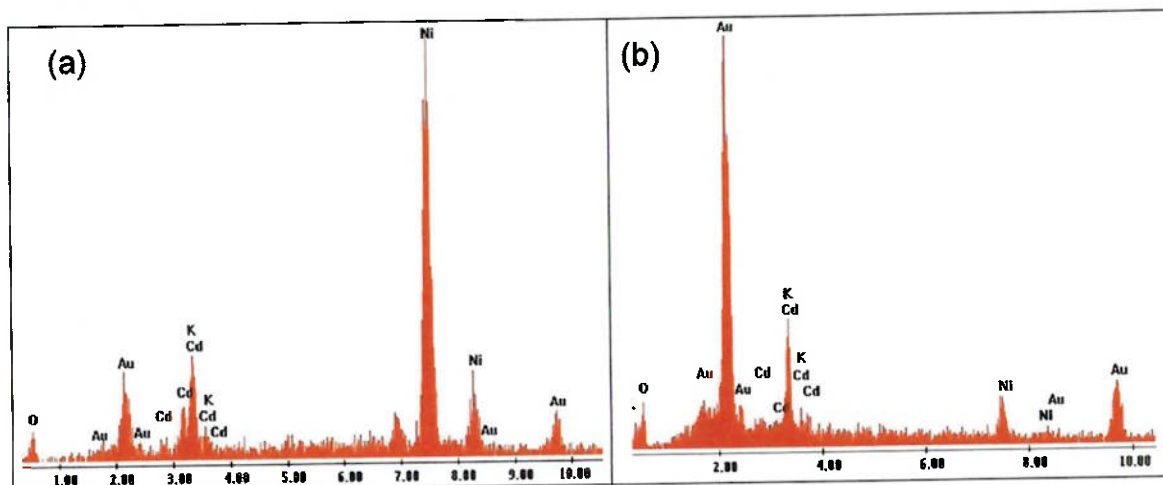 (a)
Ni
Au
K
Cd
Cd
K
Cd
Cd
Cd
O
Au
Au
Ni
Au
Au
1.00 2.00 3.00 4.00 5.00 6.00 7.00 8.00 9.00 10.00
(b)
Au
K
Cd
O
Au
Au
Cd
K
Cd
Cd
Cd
Ni
Ni
Au
Au
2.00 4.00 6.00 8.00 10.00